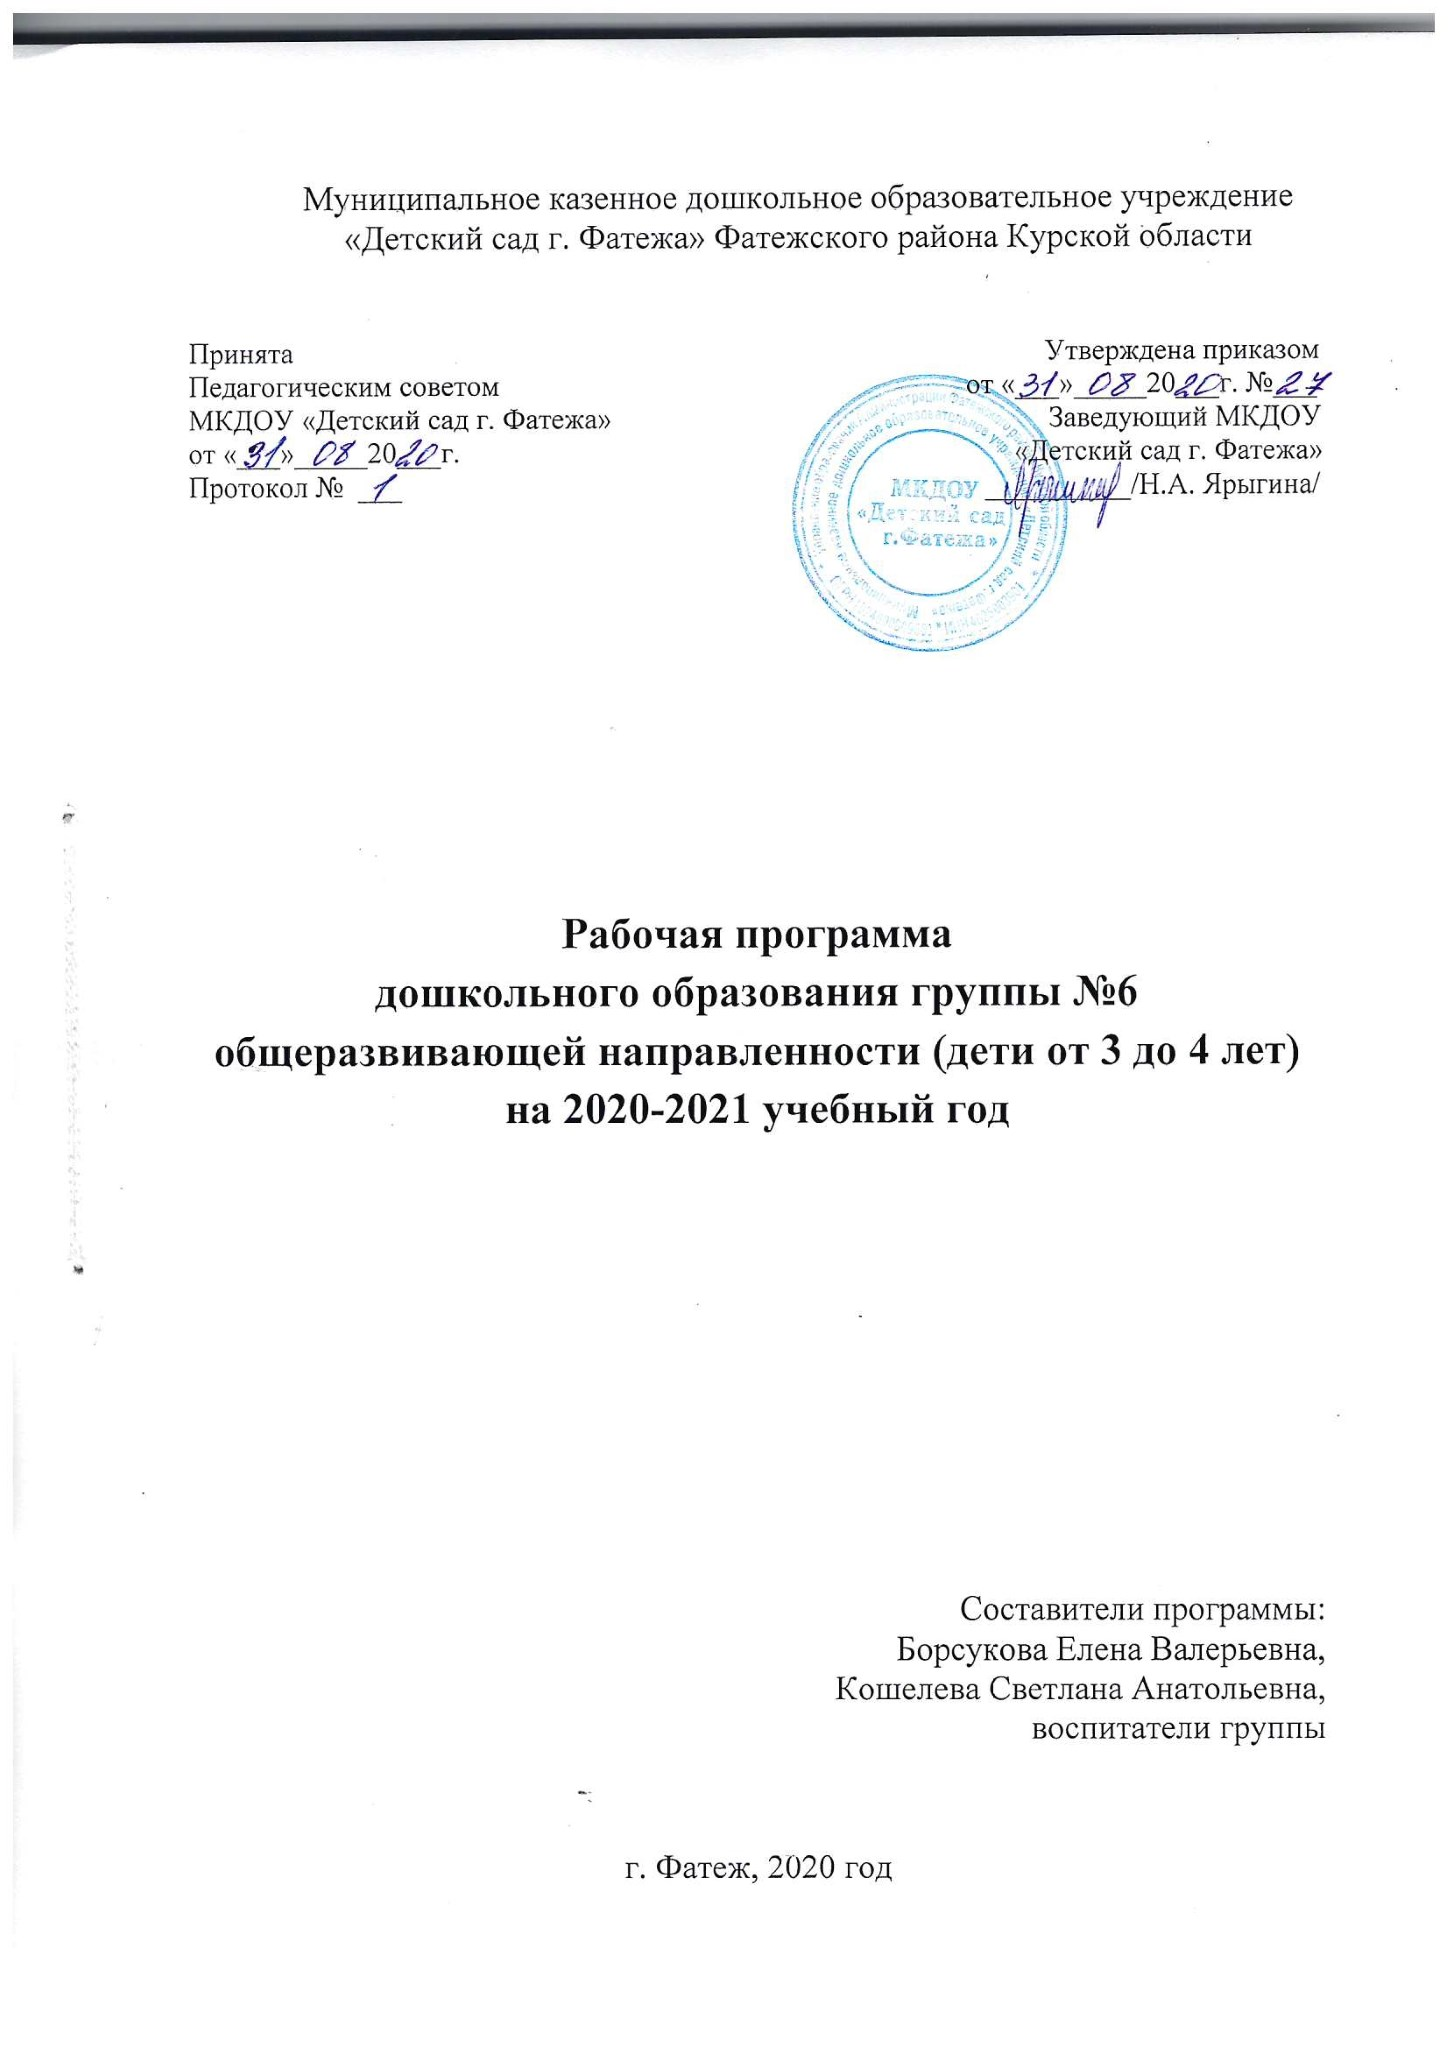 Муниципальное казенное дошкольное образовательное учреждение
«Детский сад г. Фатежа» Фатежского района Курской области
Принята
Педагогическим советом
МКДОУ «Детский сад г. Фатежа»
от «31» 08 2020 г.
Протокол № 1
Утверждена приказом
от «31» 08 2020 г. № 27
Заведующий МКДОУ
«Детский сад г. Фатежа»
/Н.А. Ярыгина/
МКДОУ
«Детский сад
г.Фатежа»
Рабочая программа
дошкольного образования группы №6
общеразвивающей направленности (дети от 3 до 4 лет)
на 2020-2021 учебный год
Составители программы:
Борсукова Елена Валерьевна,
Кошелева Светлана Анатольевна,
воспитатели группы
г. Фатеж, 2020 год